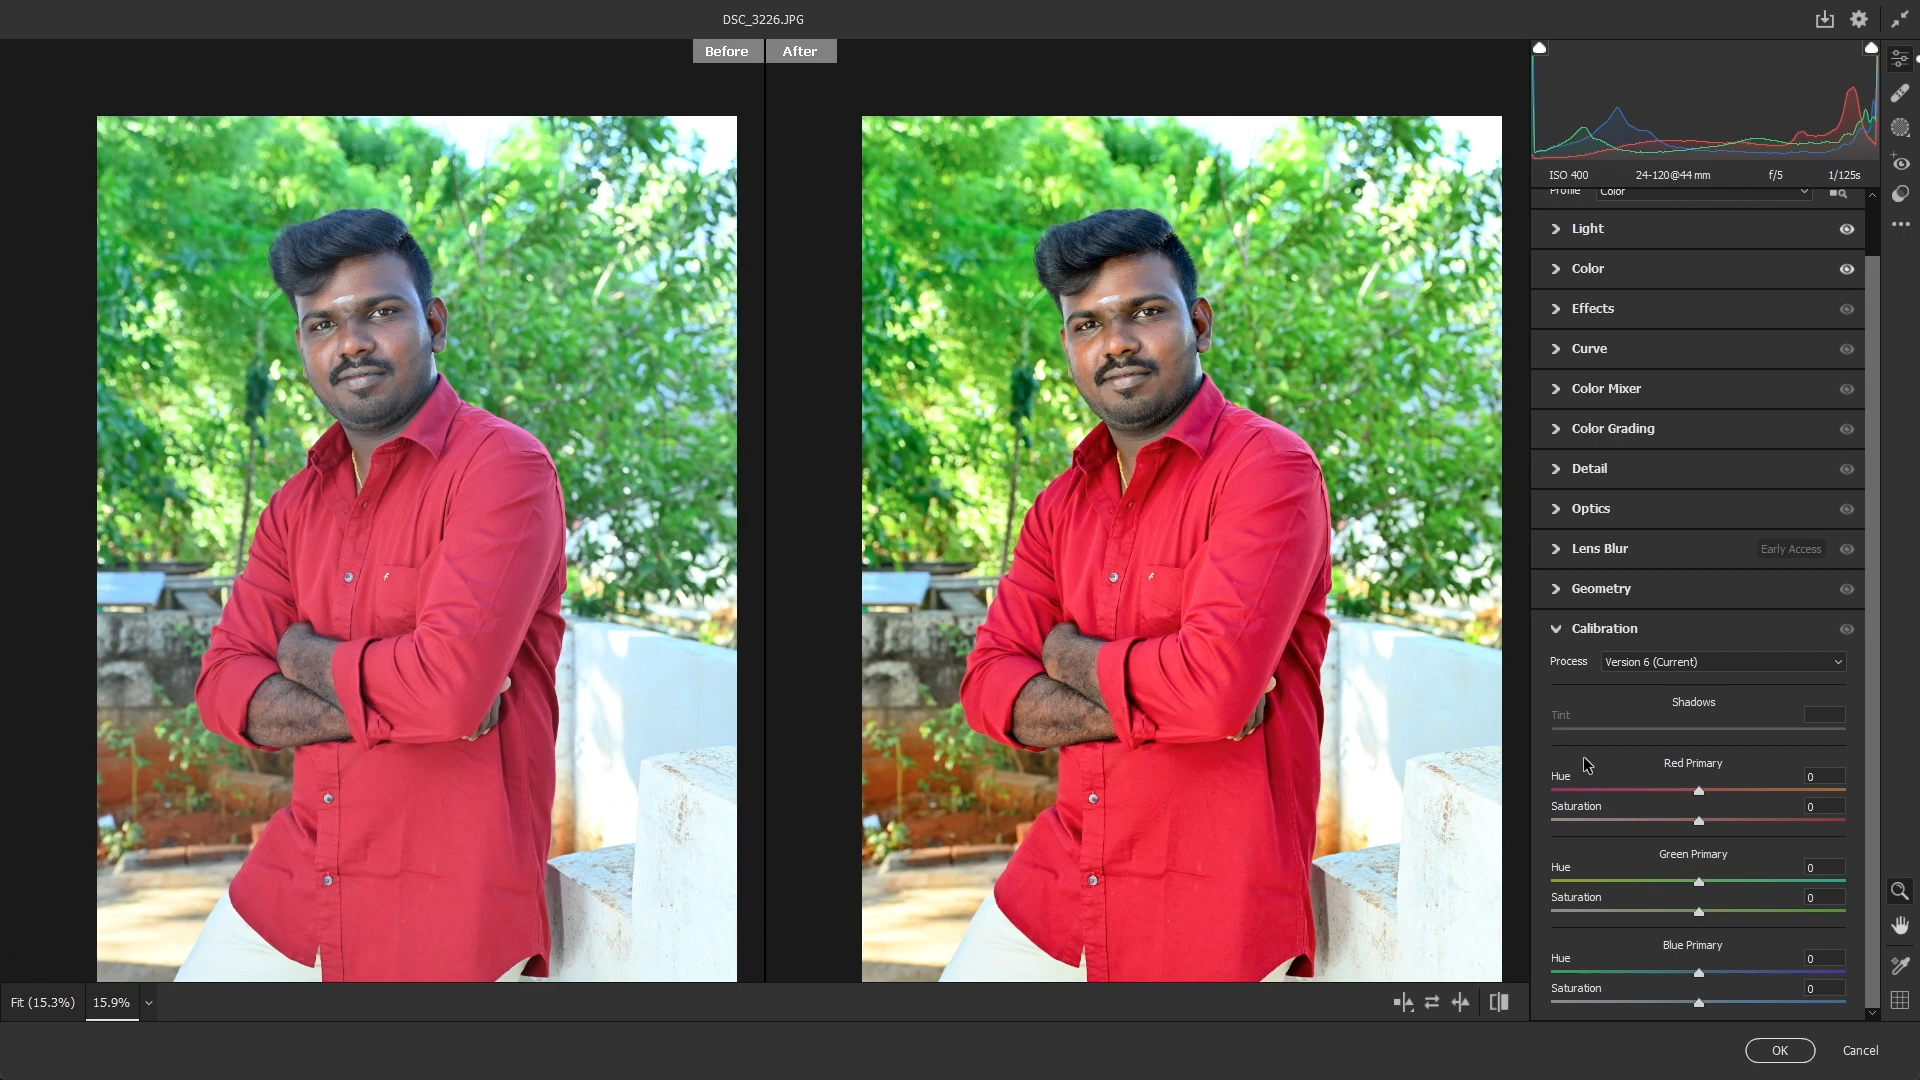 DSC_3226.JPG
Before
After
ISO 400
24-120@44 mm
f/5
1/125s
Profile
Color
Light
Color
Effects
Curve
Color Mixer
Color Grading
Detail
Optics
Lens Blur
Early Access
Geometry
Calibration
Process
Version 6 (Current)
Shadows
Tint
Red Primary
Hue
0
Saturation
0
Green Primary
Hue
0
Saturation
0
Blue Primary
Hue
0
Saturation
0
Fit (15.3%)
15.9%
OK
Cancel